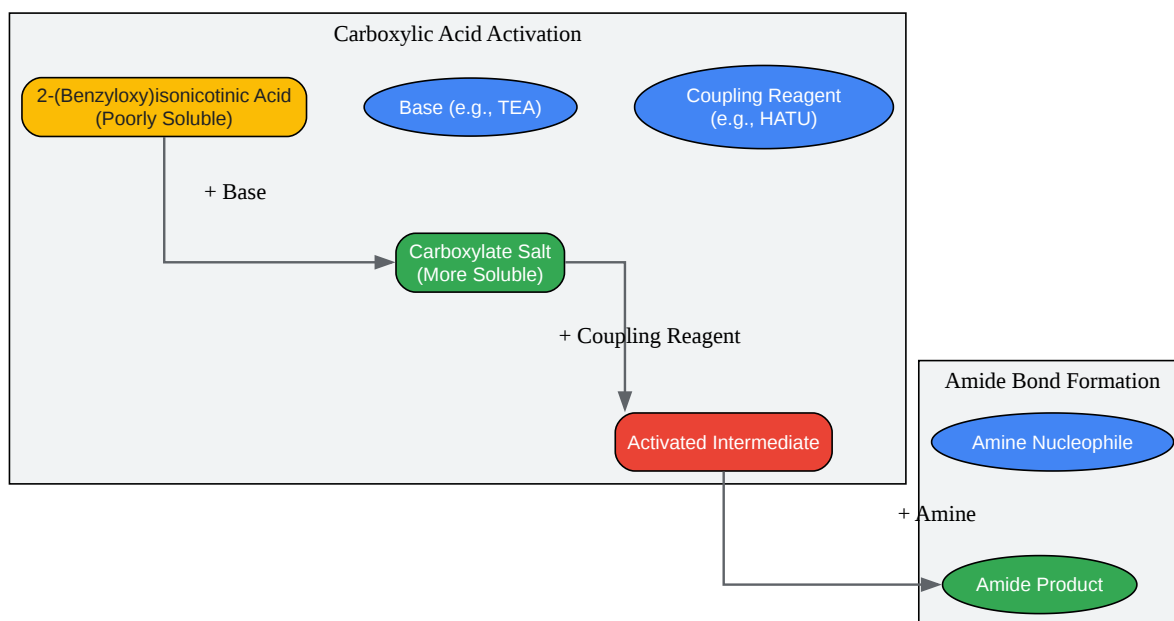 Carboxylic Acid Activation
2-(Benzyloxy)isonicotinic Acid
(Poorly Soluble)
Base (e.g., TEA)
Coupling Reagent
(e.g., HATU)
+ Base
Carboxylate Salt
(More Soluble)
+ Coupling Reagent
Amide Bond Formation
Activated Intermediate
Amine Nucleophile
+ Amine
Amide Product